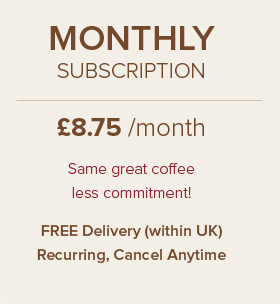 MONTHLY
SUBSCRIPTION
£8.75 /month
Same great coffee
less commitment!
FREE Delivery (within UK)
Recurring, Cancel Anytime